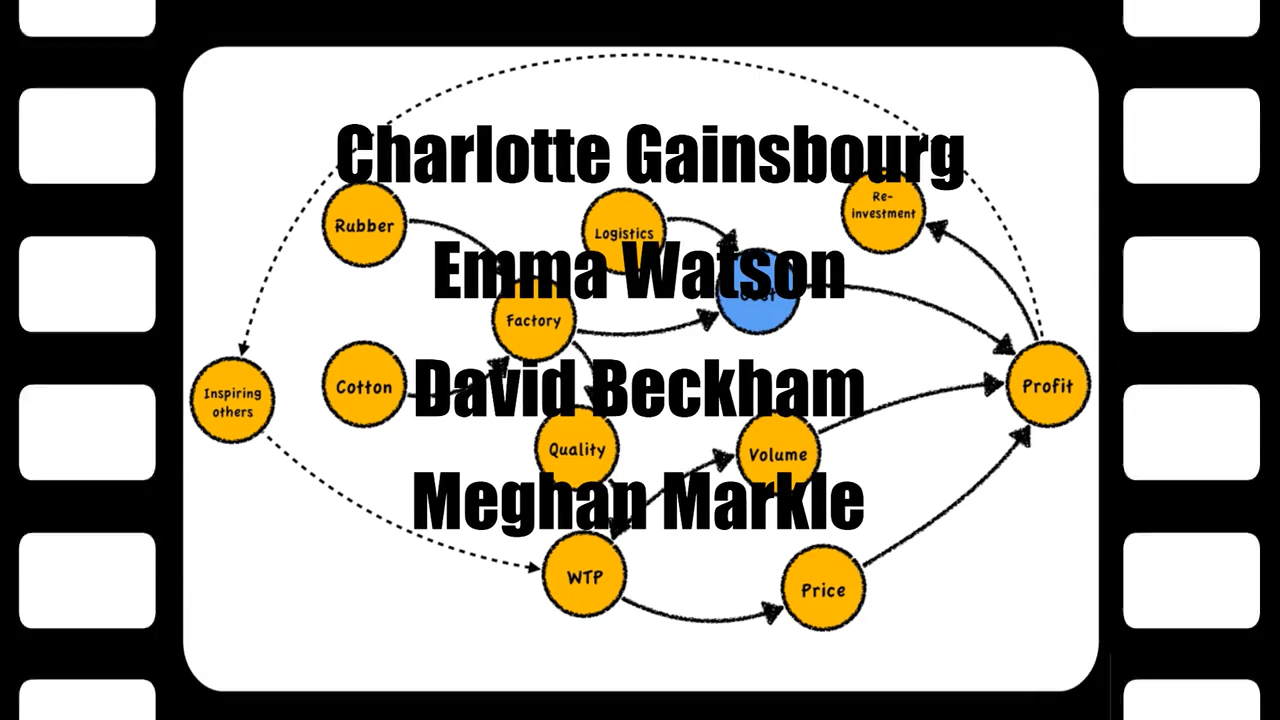 Charlotte Gainsbourg
Re-
investment
Rubber
Logistics
Emma Watson
Factory
Cotton
David Beckham
Profit
Inspiring
others
Quality
Volume
Meghan Markle
WTP
Price